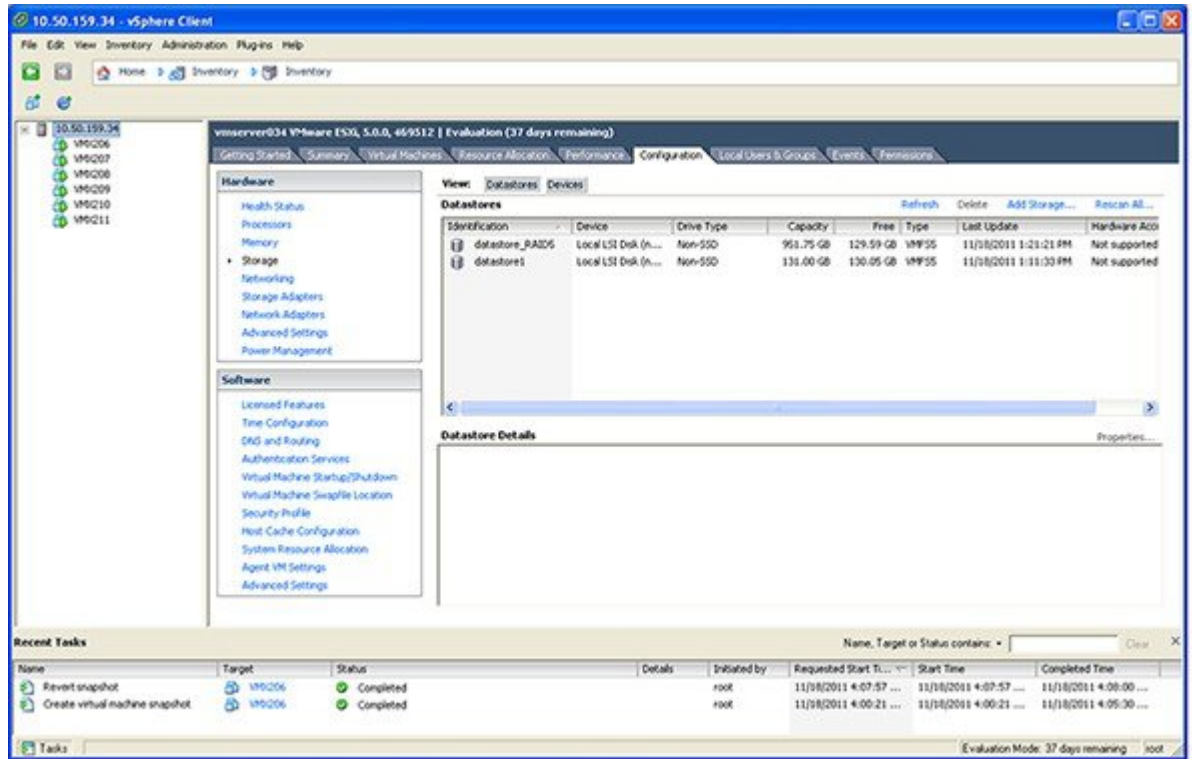 10.50.159.34 - vSphere Client
File Edit View Inventory Administration Plug-ins Help
Home Inventory Inventory
10.50.159.34
VMX206
VMX207
VMX208
VMX209
VMX210
VMX211
vmserver034 VMware ESXi, 5.0.0, 469512 | Evaluation (37 days remaining)
Getting Started Summary Virtual Machines Resource Allocation Performance Configuration Local Users & Groups Events Permissions
Hardware
Health Status
Processors
Memory
Storage
Networking
Storage Adapters
Network Adapters
Advanced Settings
Power Management
Software
Licensed Features
Time Configuration
DNS and Routing
Authentication Services
Virtual Machine Startup/Shutdown
Virtual Machine Swapfile Location
Security Profile
Host Cache Configuration
System Resource Allocation
Agent VM Settings
Advanced Settings
View: Datastores Devices
Datastores
Refresh Delete Add Storage... Rescan All...
Identification Device Drive Type Capacity Free Type Last Update Hardware Acc
datastore_RAID5 Local LSI Disk (n... Non-SSD 951.75 GB 129.59 GB VMFS5 11/18/2011 1:21:21 PM Not supported
datastore1 Local LSI Disk (n... Non-SSD 131.00 GB 130.05 GB VMFS5 11/18/2011 1:11:33 PM Not supported
Datastore Details
Properties...
Recent Tasks
Name, Target or Status contains: Clear
Name Target Status Details Initiated by Requested Start Ti... Start Time Completed Time
Revert snapshot VMX206 Completed root 11/18/2011 4:07:57 ... 11/18/2011 4:07:57 ... 11/18/2011 4:08:00 ...
Create virtual machine snapshot VMX206 Completed root 11/18/2011 4:00:21 ... 11/18/2011 4:00:21 ... 11/18/2011 4:05:30 ...
Tasks
Evaluation Mode: 37 days remaining root